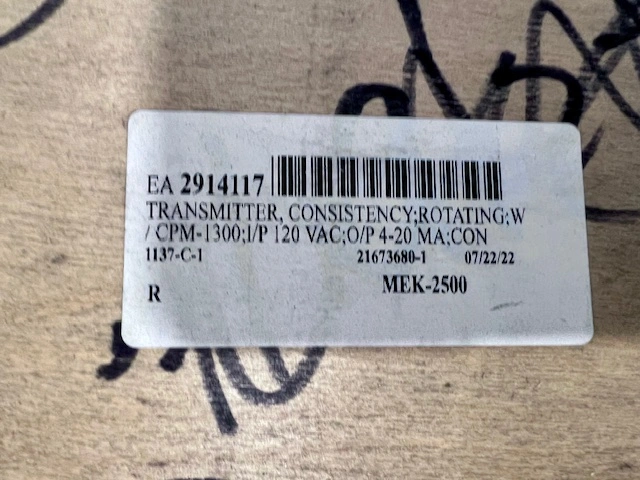 EA 2914117
TRANSMITTER, CONSISTENCY;ROTATING;W
/ CPM-1300;I/P 120 VAC;O/P 4-20 MA;CON
1137-C-1 21673680-1 07/22/22
R MEK-2500